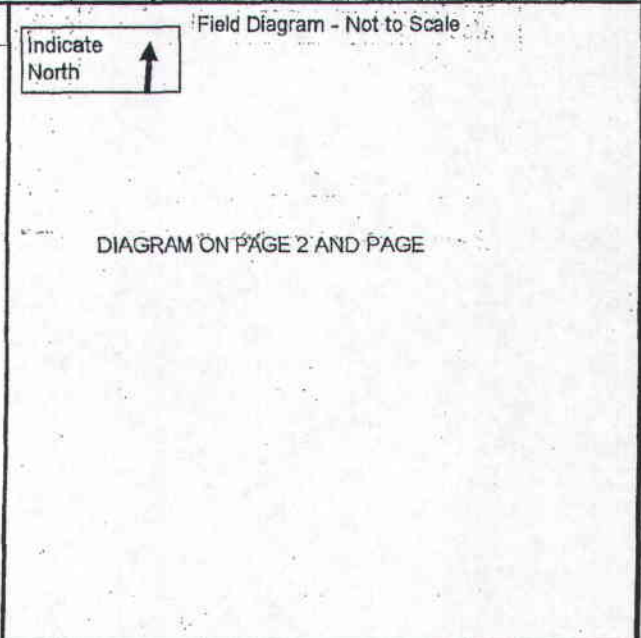 Field Diagram - Not to Scale
Indicate
North
DIAGRAM ON PAGE 2 AND PAGE